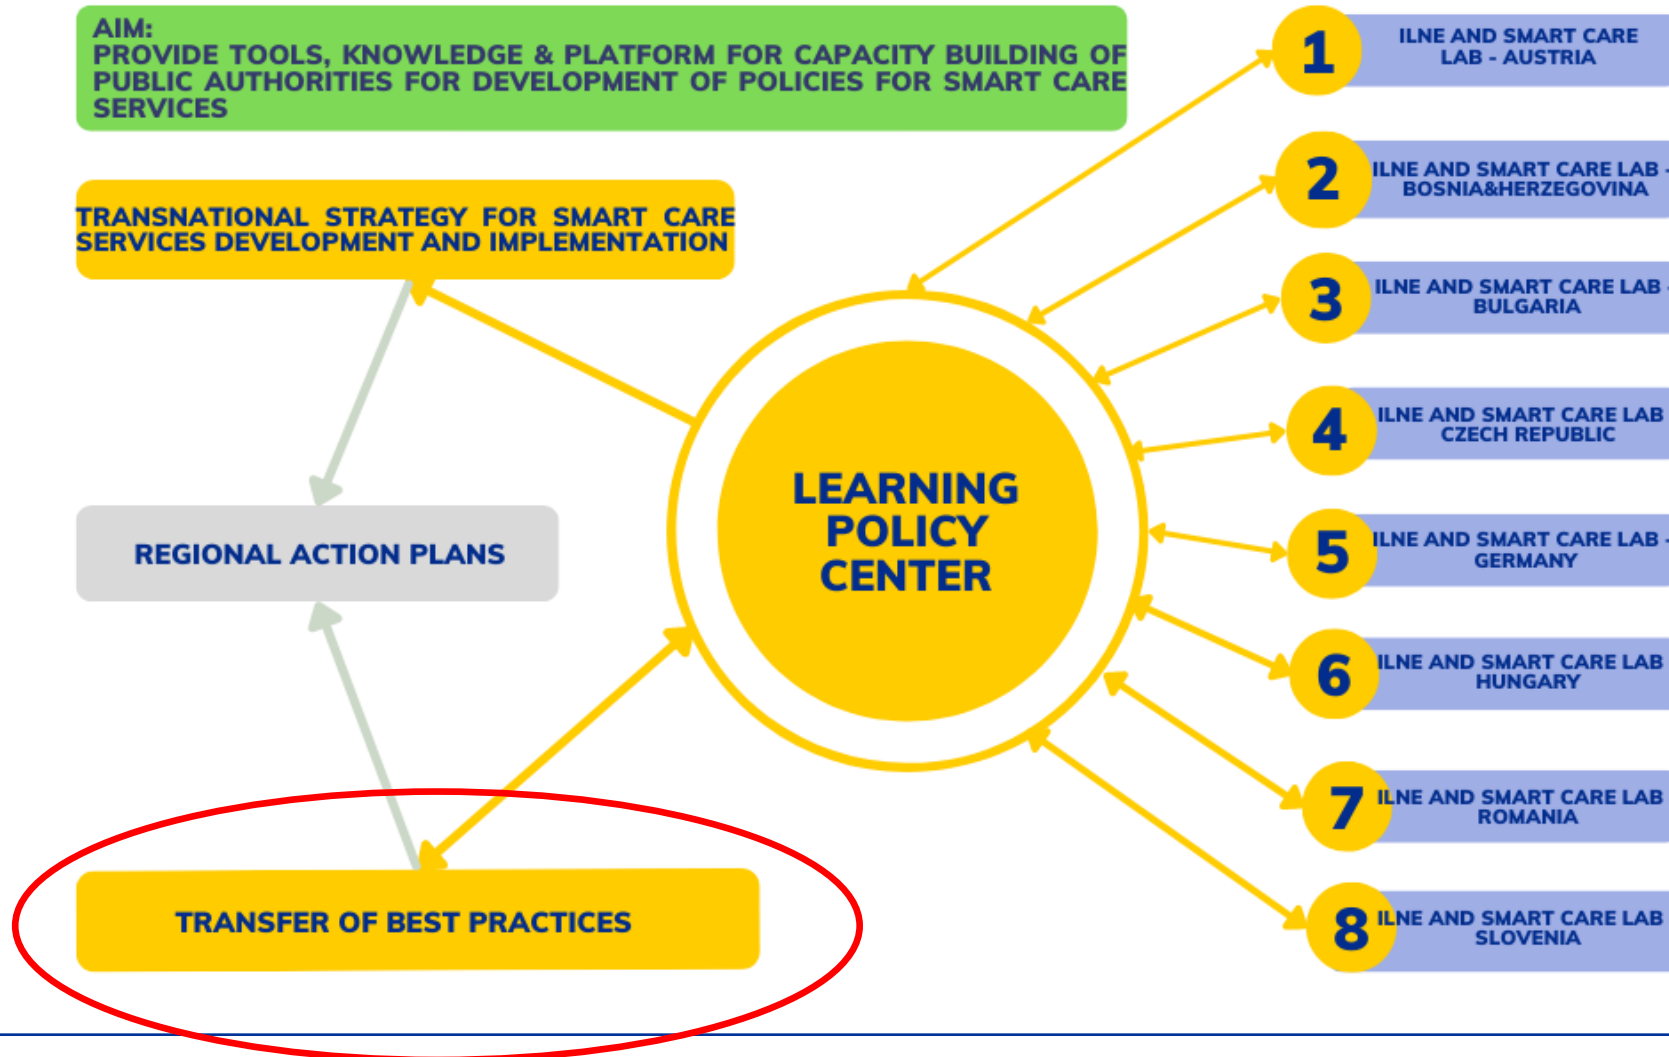 AIM:
PROVIDE TOOLS, KNOWLEDGE & PLATFORM FOR CAPACITY BUILDING OF
PUBLIC AUTHORITIES FOR DEVELOPMENT OF POLICIES FOR SMART CARE
SERVICES
TRANSNATIONAL STRATEGY FOR SMART CARE
SERVICES DEVELOPMENT AND IMPLEMENTATION
REGIONAL ACTION PLANS
TRANSFER OF BEST PRACTICES
LEARNING
POLICY
CENTER
1
ILNE AND SMART CARE
LAB - AUSTRIA
2
ILNE AND SMART CARE LAB -
BOSNIA&HERZEGOVINA
3
ILNE AND SMART CARE LAB -
BULGARIA
4
ILNE AND SMART CARE LAB
CZECH REPUBLIC
5
ILNE AND SMART CARE LAB -
GERMANY
6
ILNE AND SMART CARE LAB
HUNGARY
7
ILNE AND SMART CARE LAB
ROMANIA
8
ILNE AND SMART CARE LAB
SLOVENIA